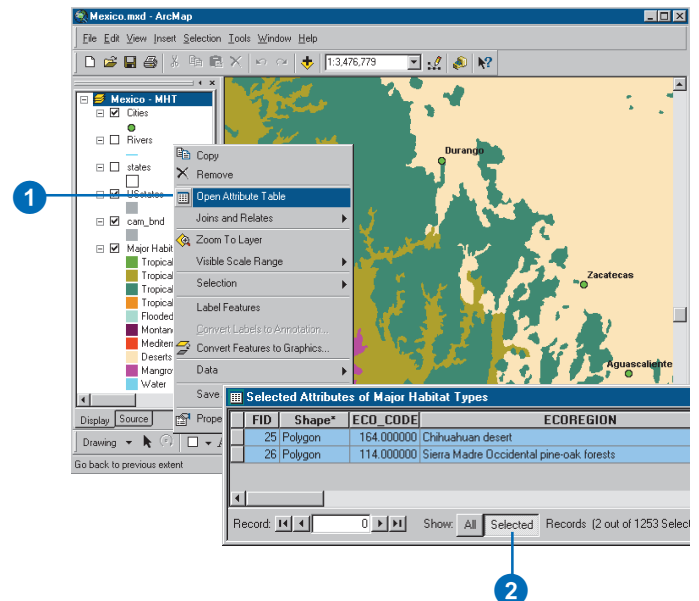 Mexico.mxd - ArcMap
File Edit View Insert Selection Tools Window Help
1:3,476,779
Mexico - MHT
Cities
Rivers
states
USstates
cam_bnd
Major Habit
Tropical
Tropical
Tropical
Tropical
Flooded
Montan
Mediterr
Deserts
Mangro
Water
Display Source
Drawing
Go back to previous extent
Copy
Remove
Open Attribute Table
Joins and Relates
Zoom To Layer
Visible Scale Range
Selection
Label Features
Convert Labels to Annotation...
Convert Features to Graphics...
Data
Save
Prope
Durango
Zacatecas
Aguascaliente
1
Selected Attributes of Major Habitat Types
FID Shape* ECO_CODE ECOREGION
25 Polygon 164.000000 Chihuahuan desert
26 Polygon 114.000000 Sierra Madre Occidental pine-oak forests
Record: 0 Show: All Selected Records (2 out of 1253 Select
2